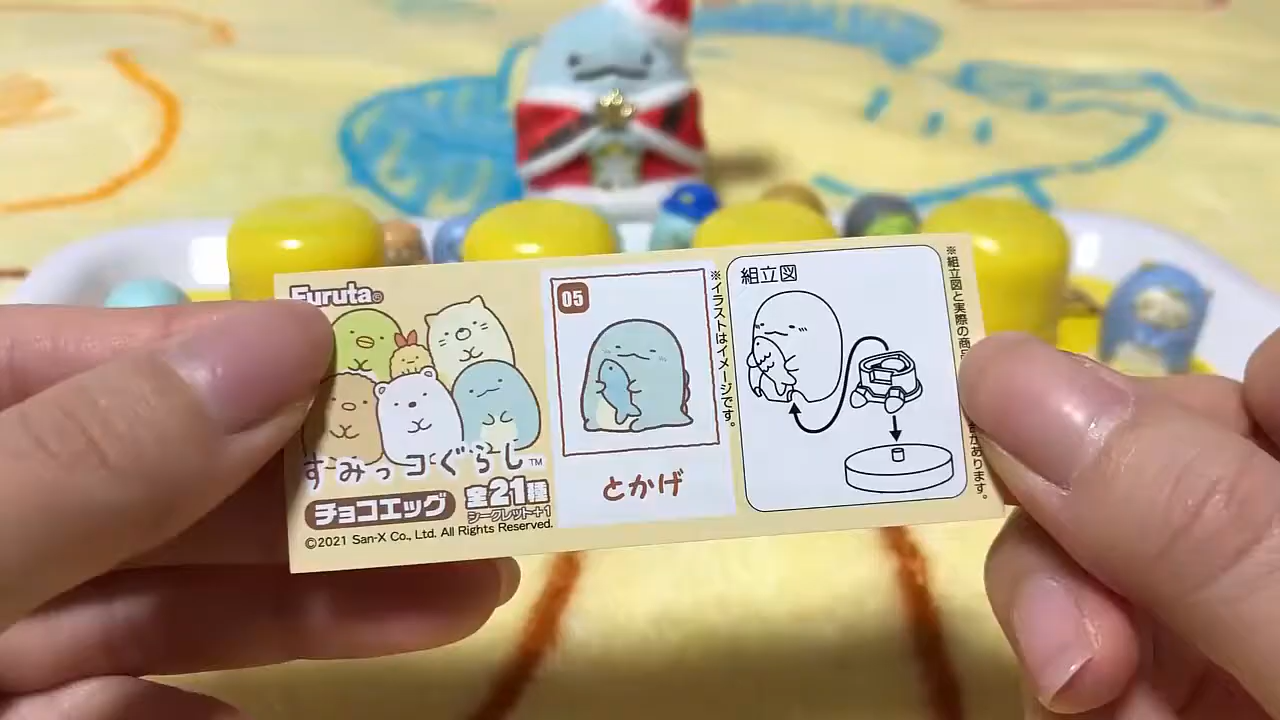 Furuta
すみっコぐらし™
チョコエッグ
全21種
シークレット+1
©2021 San-X Co., Ltd. All Rights Reserved.
05
とかげ
※イラストはイメージです。
組立図
※組立図と実際の商品
があります。